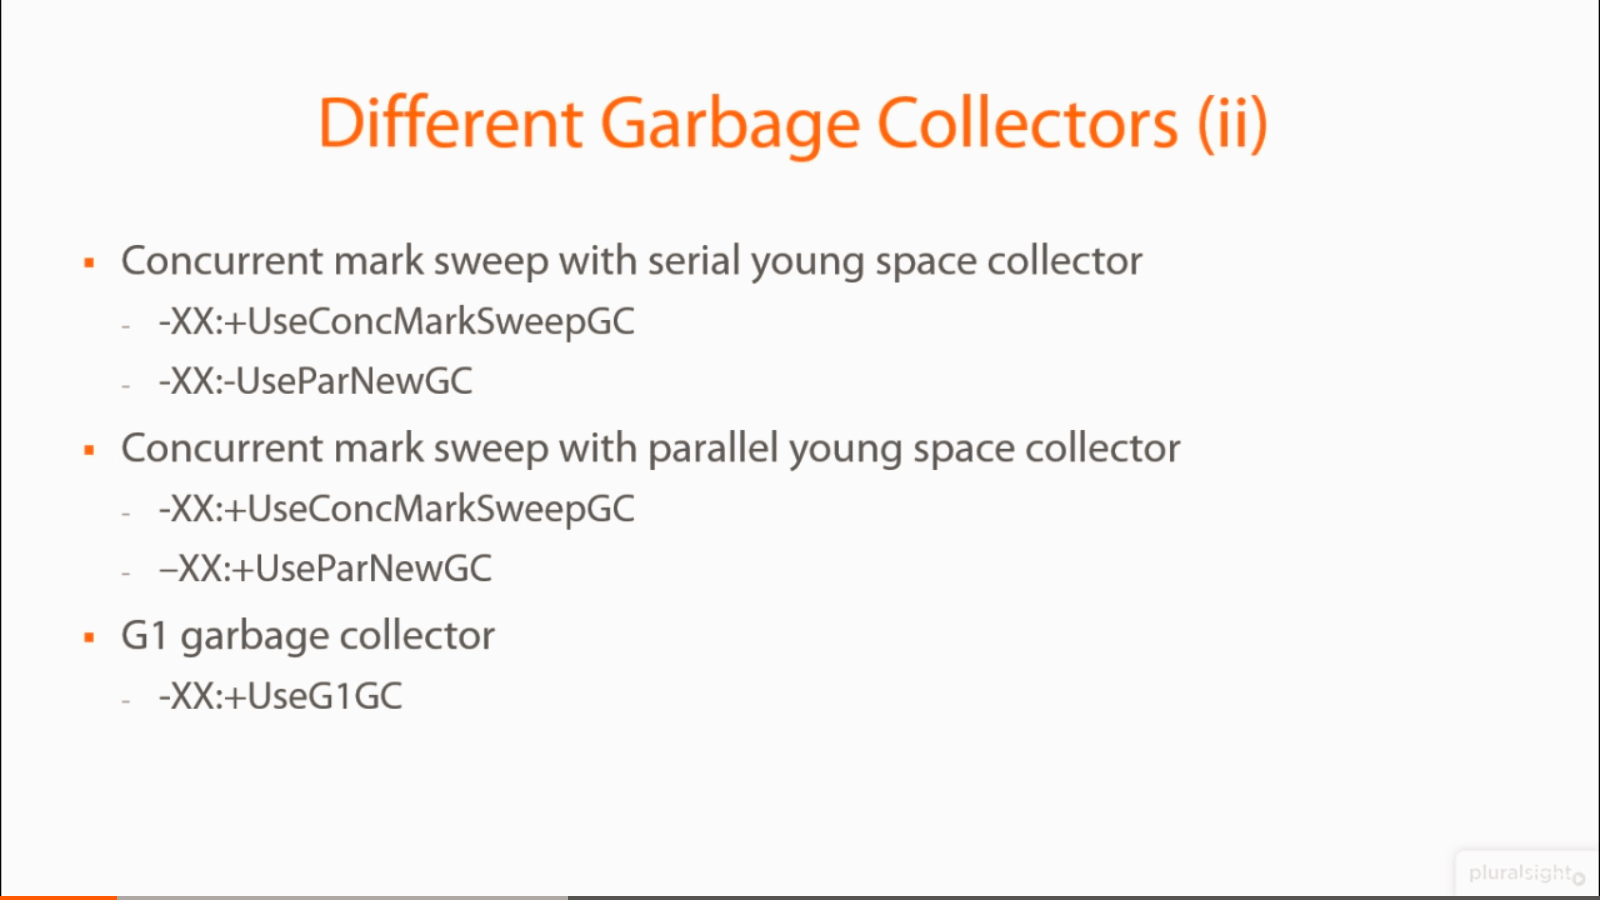 Different Garbage Collectors (ii)
▪ Concurrent mark sweep with serial young space collector
- -XX:+UseConcMarkSweepGC
- -XX:-UseParNewGC
▪ Concurrent mark sweep with parallel young space collector
- -XX:+UseConcMarkSweepGC
- –XX:+UseParNewGC
▪ G1 garbage collector
- -XX:+UseG1GC
pluralsight